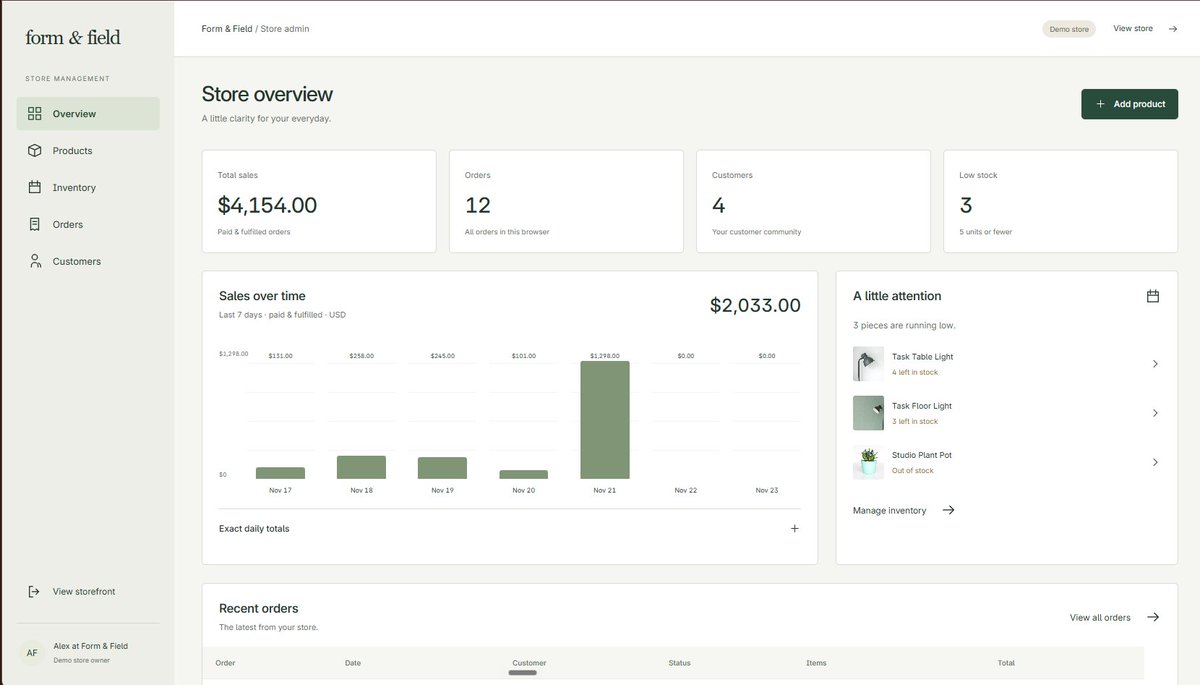 form & field
STORE MANAGEMENT
Overview
Products
Inventory
Orders
Customers
View storefront
AF
Alex at Form & Field
Demo store owner
Form & Field / Store admin
Demo store
View store
Store overview
A little clarity for your everyday.
Add product
Total sales
$4,154.00
Paid & fulfilled orders
Orders
12
All orders in this browser
Customers
4
Your customer community
Low stock
3
5 units or fewer
Sales over time
Last 7 days · paid & fulfilled · USD
$2,033.00
$1,298.00
$131.00 $258.00 $245.00 $101.00 $1,298.00 $0.00 $0.00
$0
Nov 17 Nov 18 Nov 19 Nov 20 Nov 21 Nov 22 Nov 23
Exact daily totals
A little attention
3 pieces are running low.
Task Table Light
4 left in stock
Task Floor Light
3 left in stock
Studio Plant Pot
Out of stock
Manage inventory
Recent orders
The latest from your store.
View all orders
Order Date Customer Status Items Total